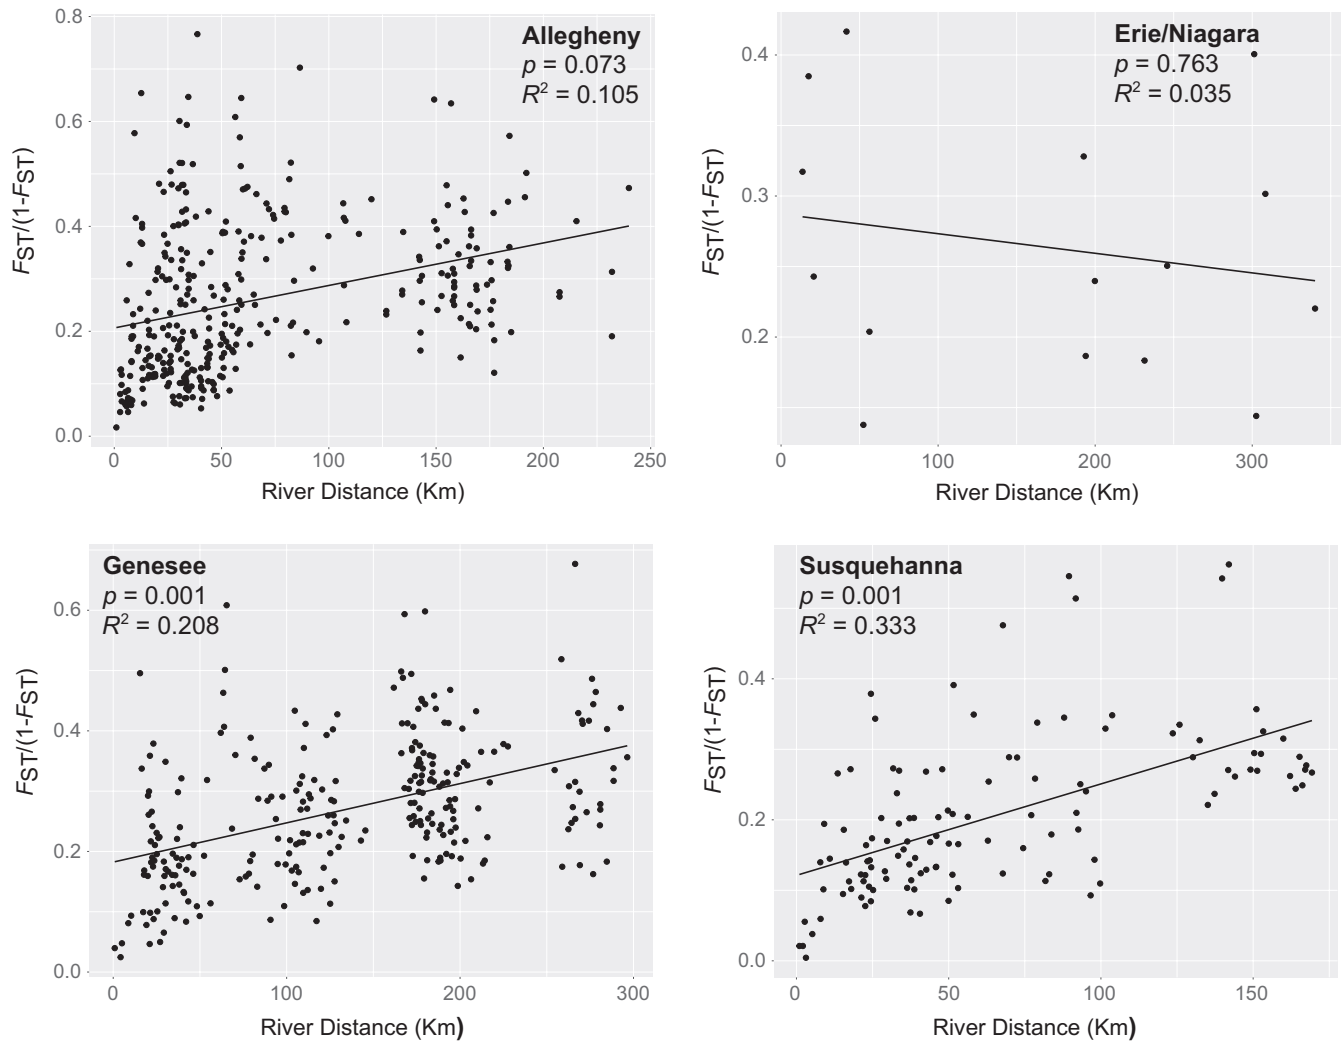 Allegheny
p = 0.073
R² = 0.105
0.8
0.6
0.4
0.2
0.0
FST/(1-FST)
0 50 100 150 200 250
River Distance (Km)
Erie/Niagara
p = 0.763
R² = 0.035
0.4
0.3
0.2
FST/(1-FST)
0 100 200 300
River Distance (Km)
Genesee
p = 0.001
R² = 0.208
0.6
0.4
0.2
0.0
FST/(1-FST)
0 100 200 300
River Distance (Km)
Susquehanna
p = 0.001
R² = 0.333
0.4
0.2
0.0
FST/(1-FST)
0 50 100 150
River Distance (Km)